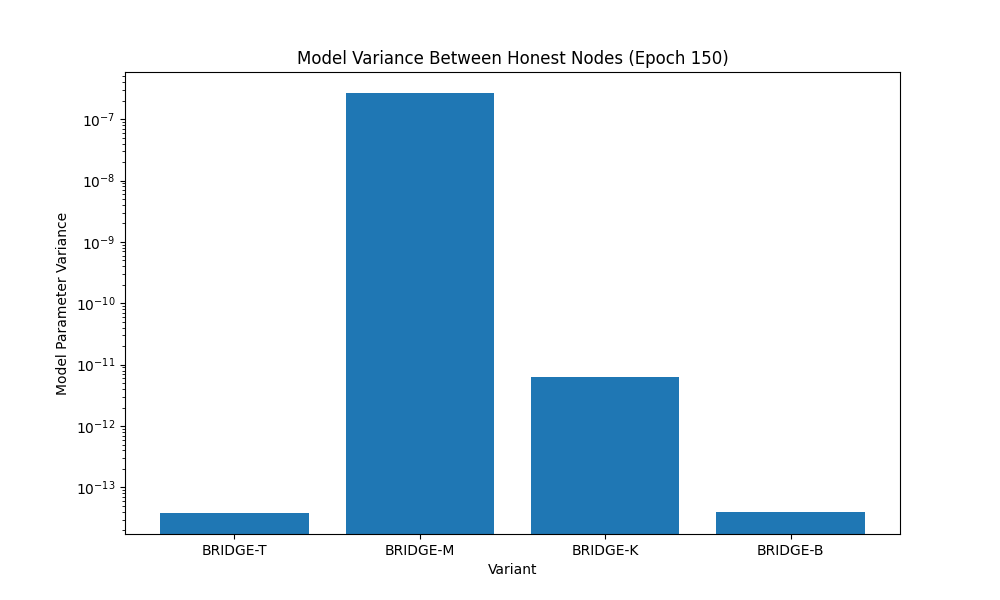 Model Variance Between Honest Nodes (Epoch 150)
Model Parameter Variance
10⁻⁷
10⁻⁸
10⁻⁹
10⁻¹⁰
10⁻¹¹
10⁻¹²
10⁻¹³
BRIDGE-T BRIDGE-M BRIDGE-K BRIDGE-B
Variant